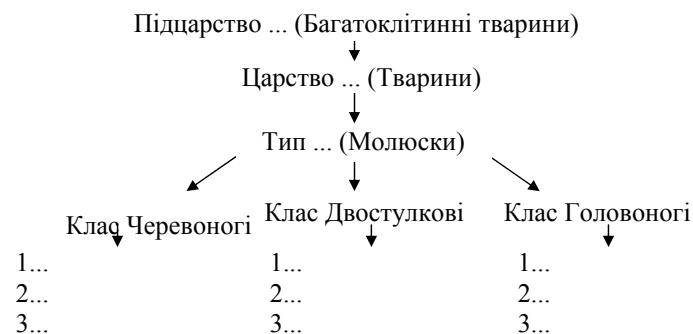 Підцарство ... (Багатоклітинні тварини)
Царство ... (Тварини)
Тип ... (Молюски)
Клас Черевоногі
Клас Двостулкові
Клас Головоногі
1... 1... 1...
2... 2... 2...
3... 3... 3...